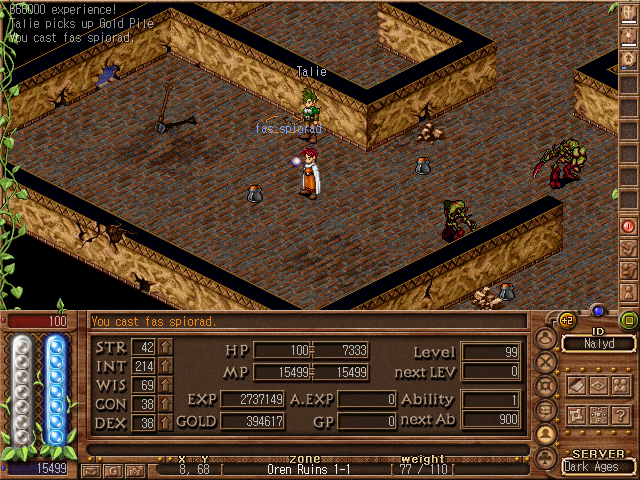 860000 experience!
Talie picks up Gold Pile
You cast fas spiorad.
Talie
fas spiorad
100
You cast fas spiorad.
+2
ID
Nalyd
STR 42
INT 214
WIS 69
CON 38
DEX 38
HP 100 7333
MP 15499 15499
EXP 2737149 A.EXP 0
GOLD 394617 GP 0
Level 99
next LEV 0
Ability 1
next Ab 900
?
15499
G
X Y
8, 68
zone
Oren Ruins 1-1
weight
77 / 110
SERVER
Dark Ages